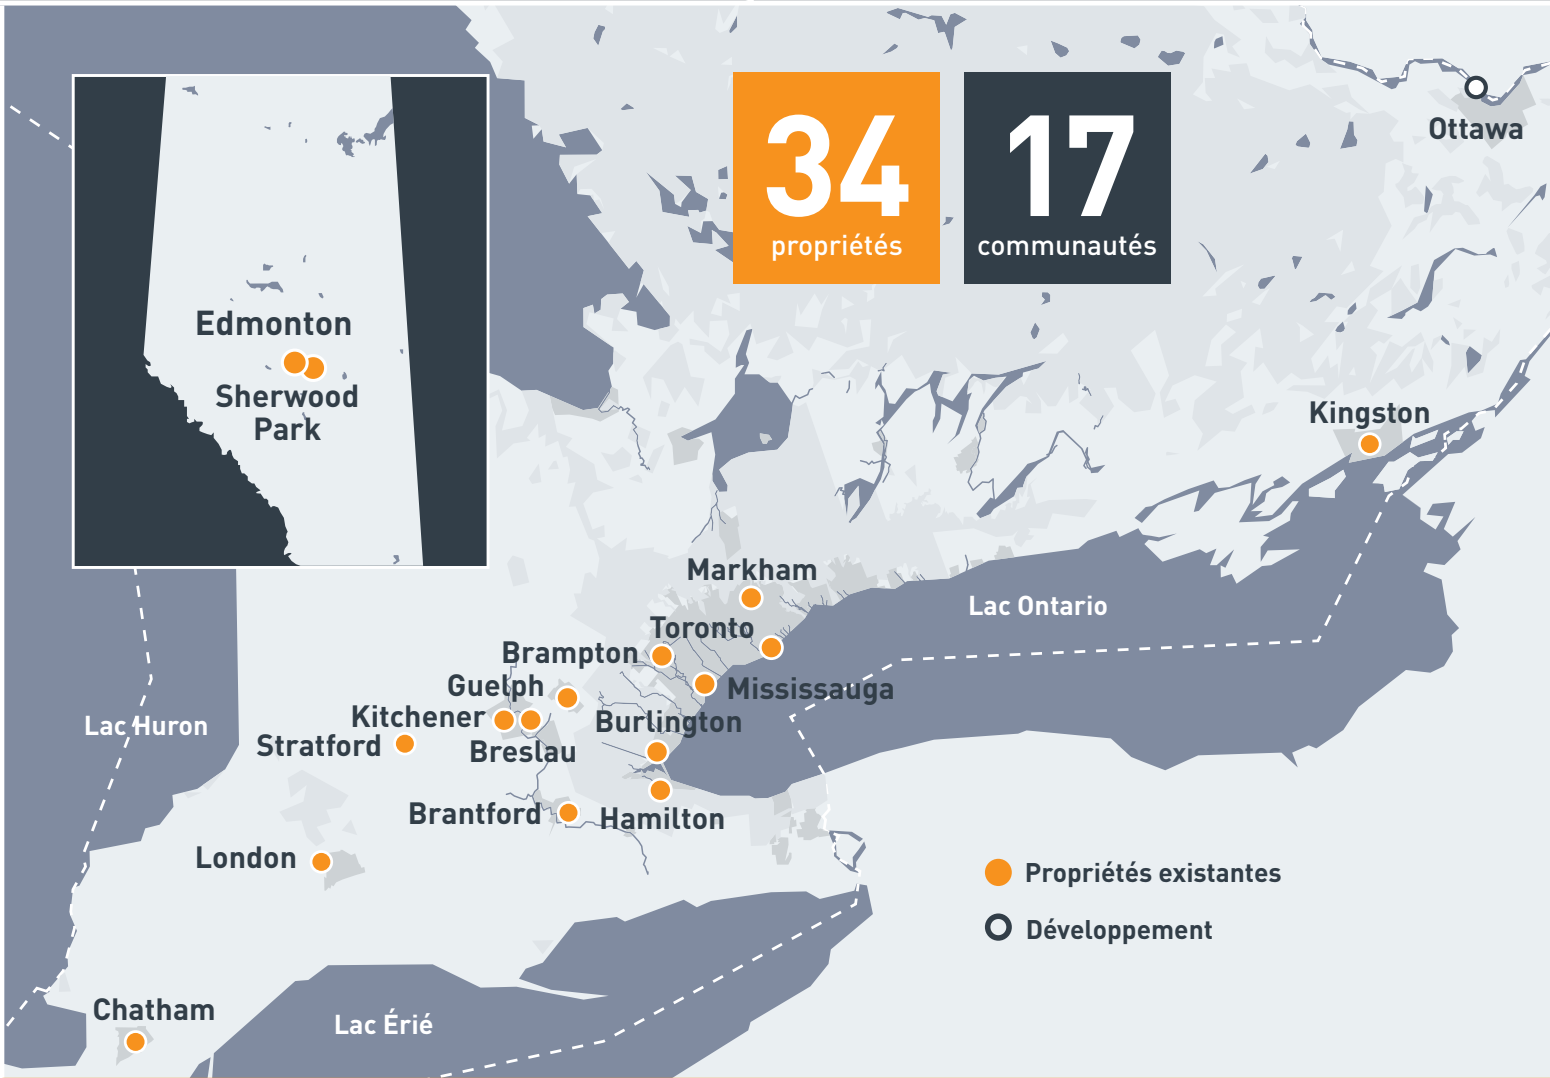 34
propriétés
17
communautés
Ottawa
Edmonton
Sherwood
Park
Kingston
Markham
Lac Ontario
Toronto
Brampton
Guelph
Mississauga
Kitchener
Burlington
Lac Huron
Stratford
Breslau
Brantford
Hamilton
London
Propriétés existantes
Développement
Chatham
Lac Érié